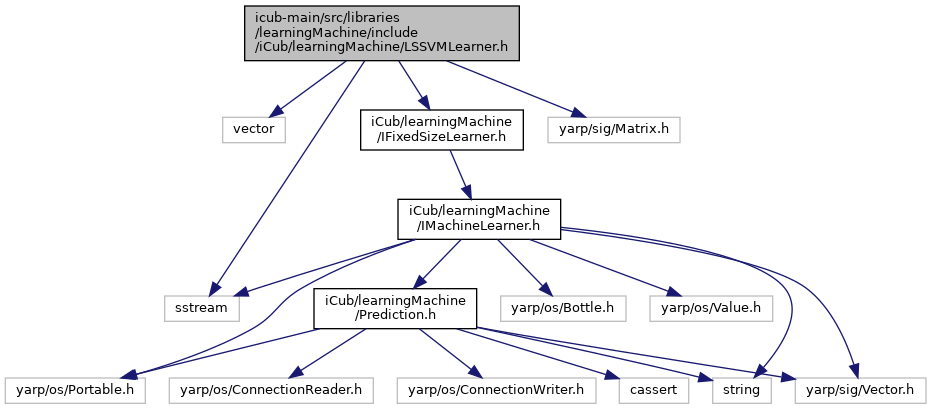 icub-main/src/libraries
/learningMachine/include
/iCub/learningMachine/LSSVMLearner.h
vector
iCub/learningMachine
/IFixedSizeLearner.h
yarp/sig/Matrix.h
iCub/learningMachine
/IMachineLearner.h
sstream
iCub/learningMachine
/Prediction.h
yarp/os/Bottle.h
yarp/os/Value.h
yarp/os/Portable.h
yarp/os/ConnectionReader.h
yarp/os/ConnectionWriter.h
cassert
string
yarp/sig/Vector.h